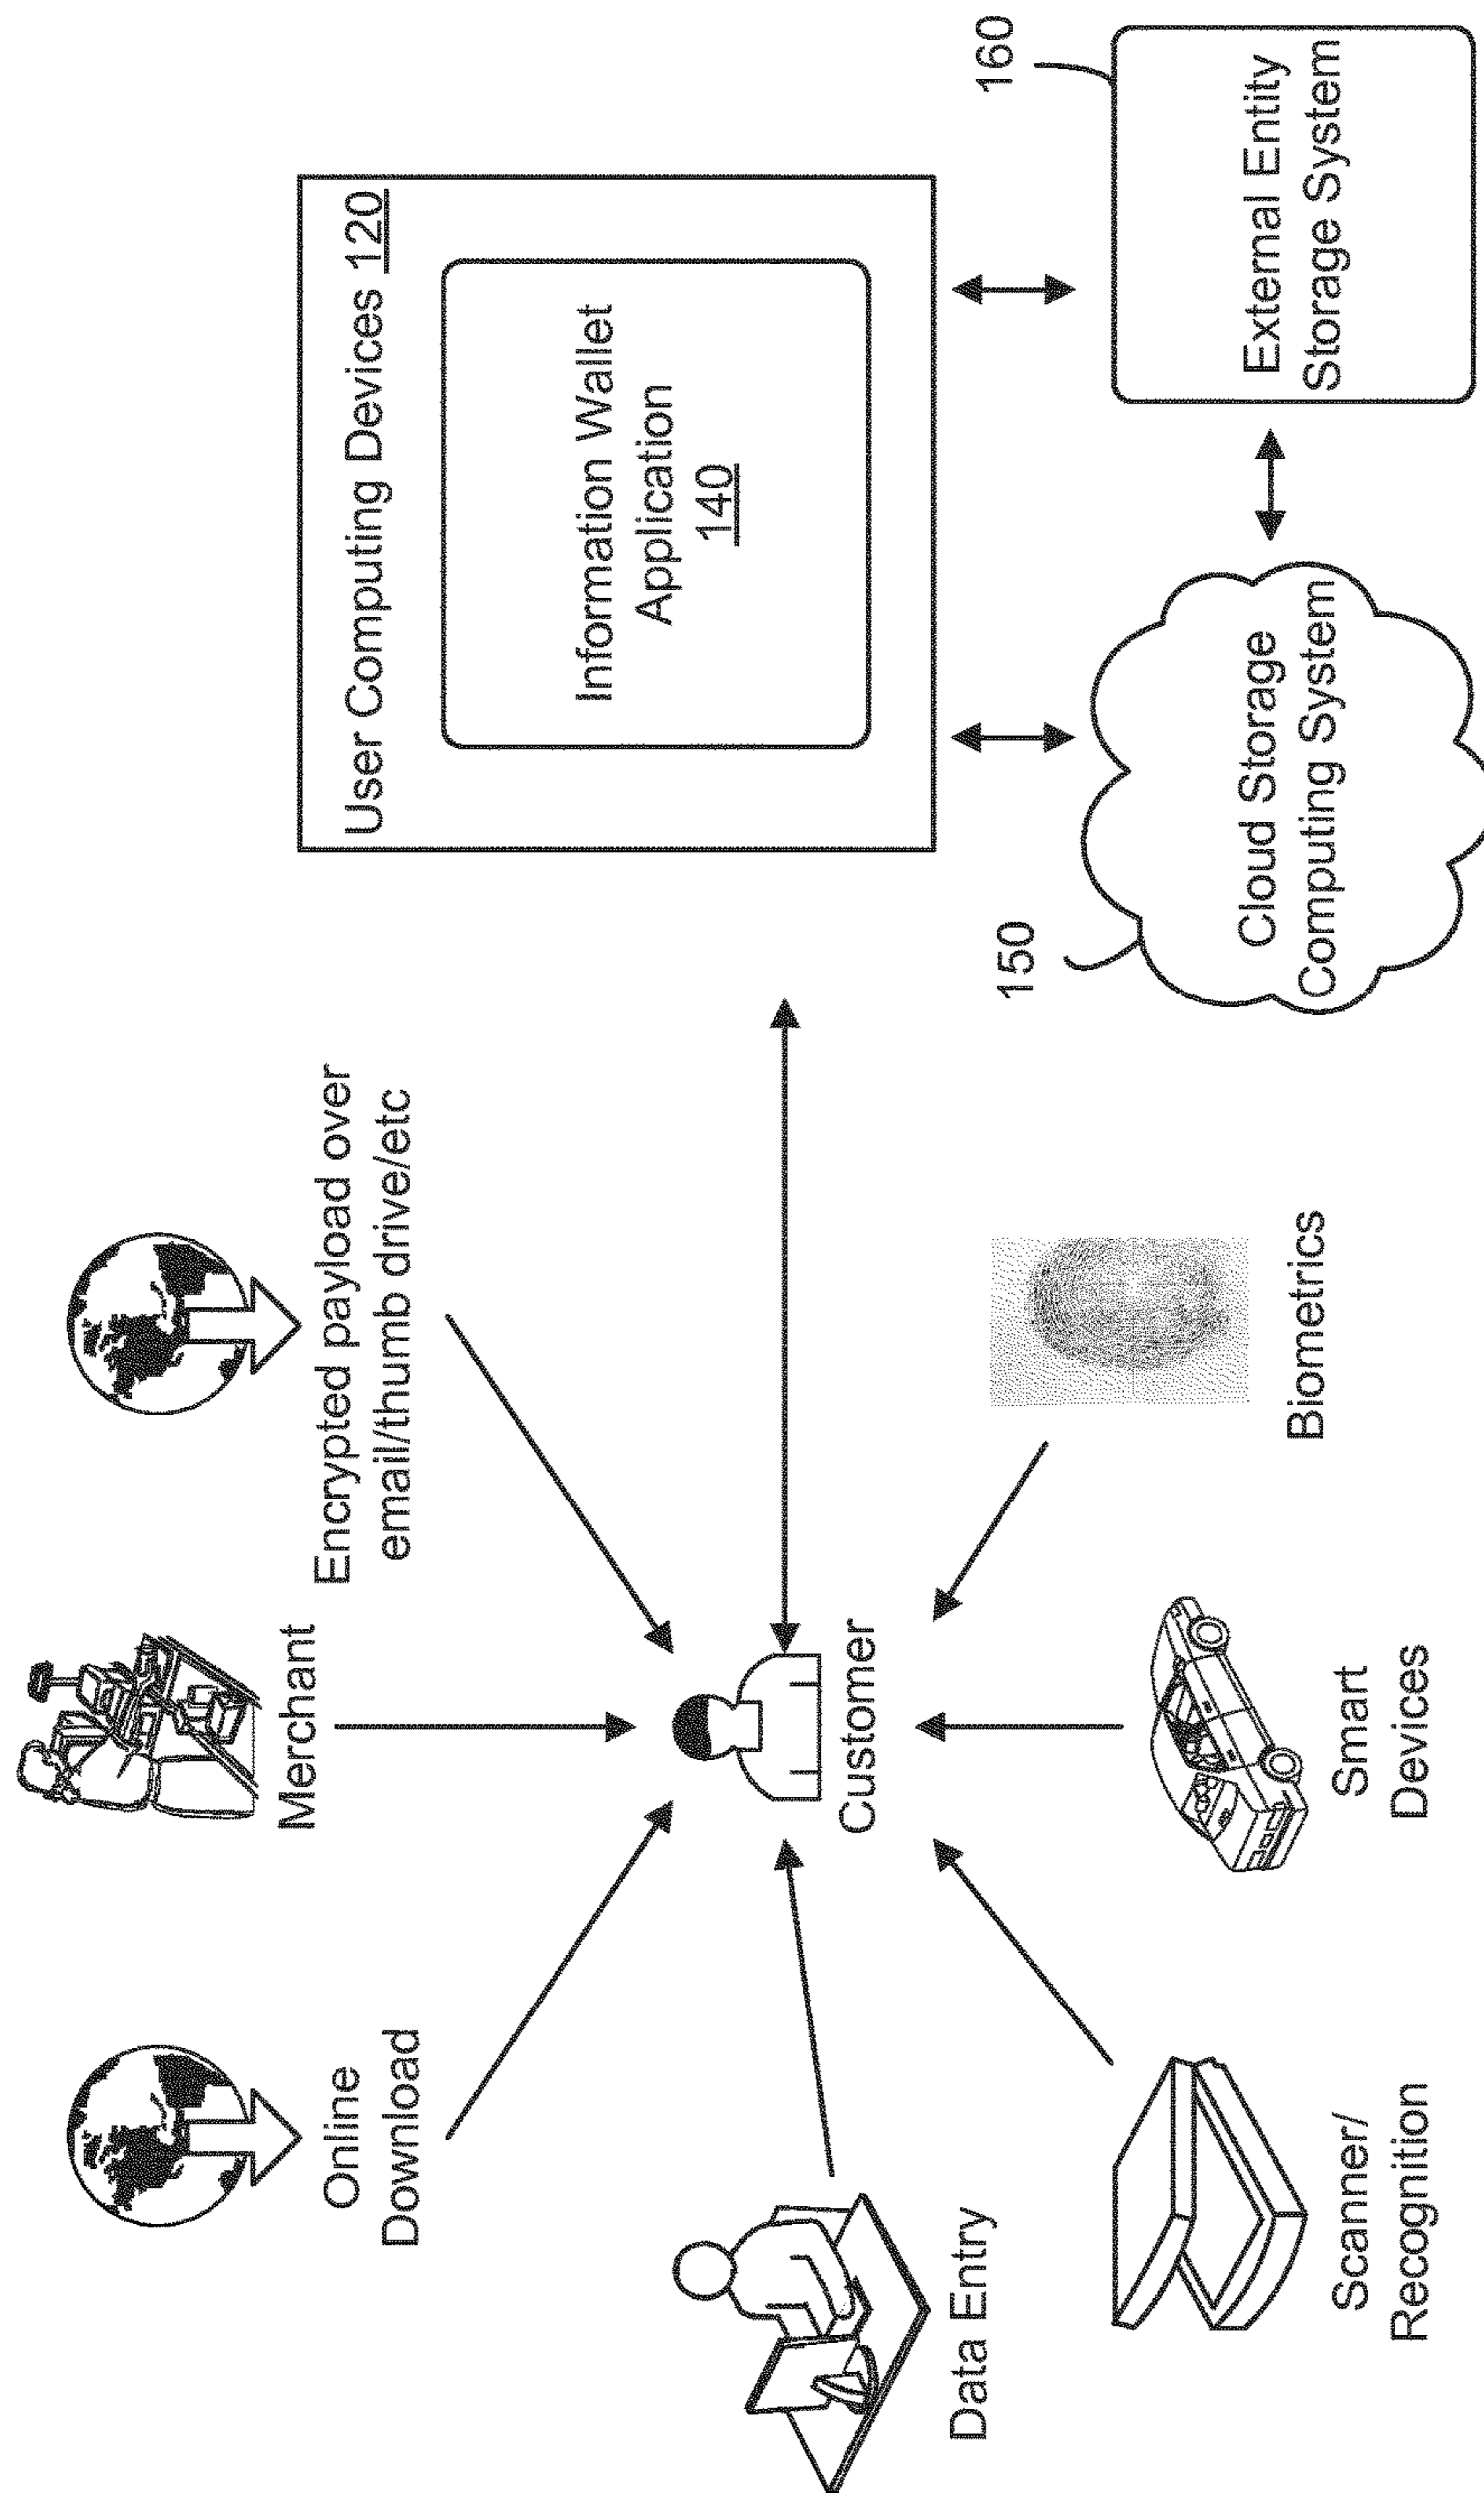 Online
Download
Merchant
Encrypted payload over
email/thumb drive/etc
Data Entry
Customer
Scanner/
Recognition
Smart
Devices
Biometrics
User Computing Devices 120
Information Wallet
Application
140
150
Cloud Storage
Computing System
160
External Entity
Storage System